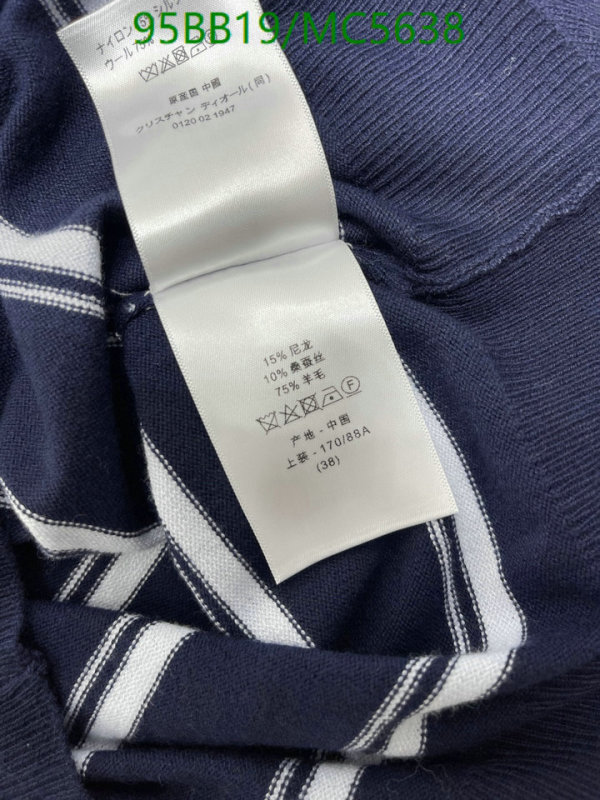 95BB19/MC5638
ナイロン
ウール
原産国 中國
クリスチャン ディオール(同)
0120 02 1947
15% 尼龙
10% 桑蚕丝
75% 羊毛
F
产地 - 中国
上装 - 170/88A
(38)